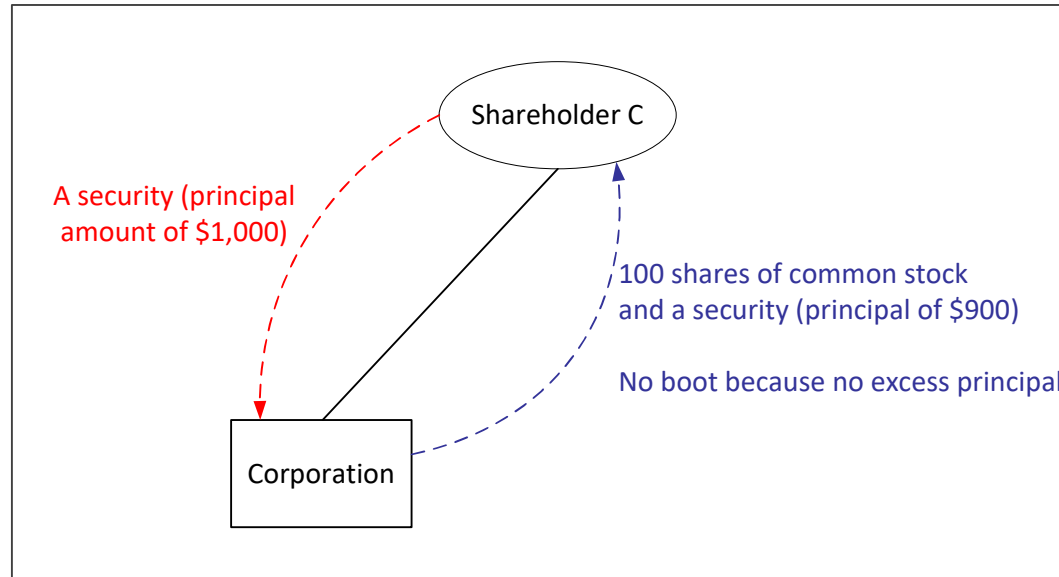 Shareholder C
A security (principal
amount of $1,000)
100 shares of common stock
and a security (principal of $900)
No boot because no excess principal
Corporation